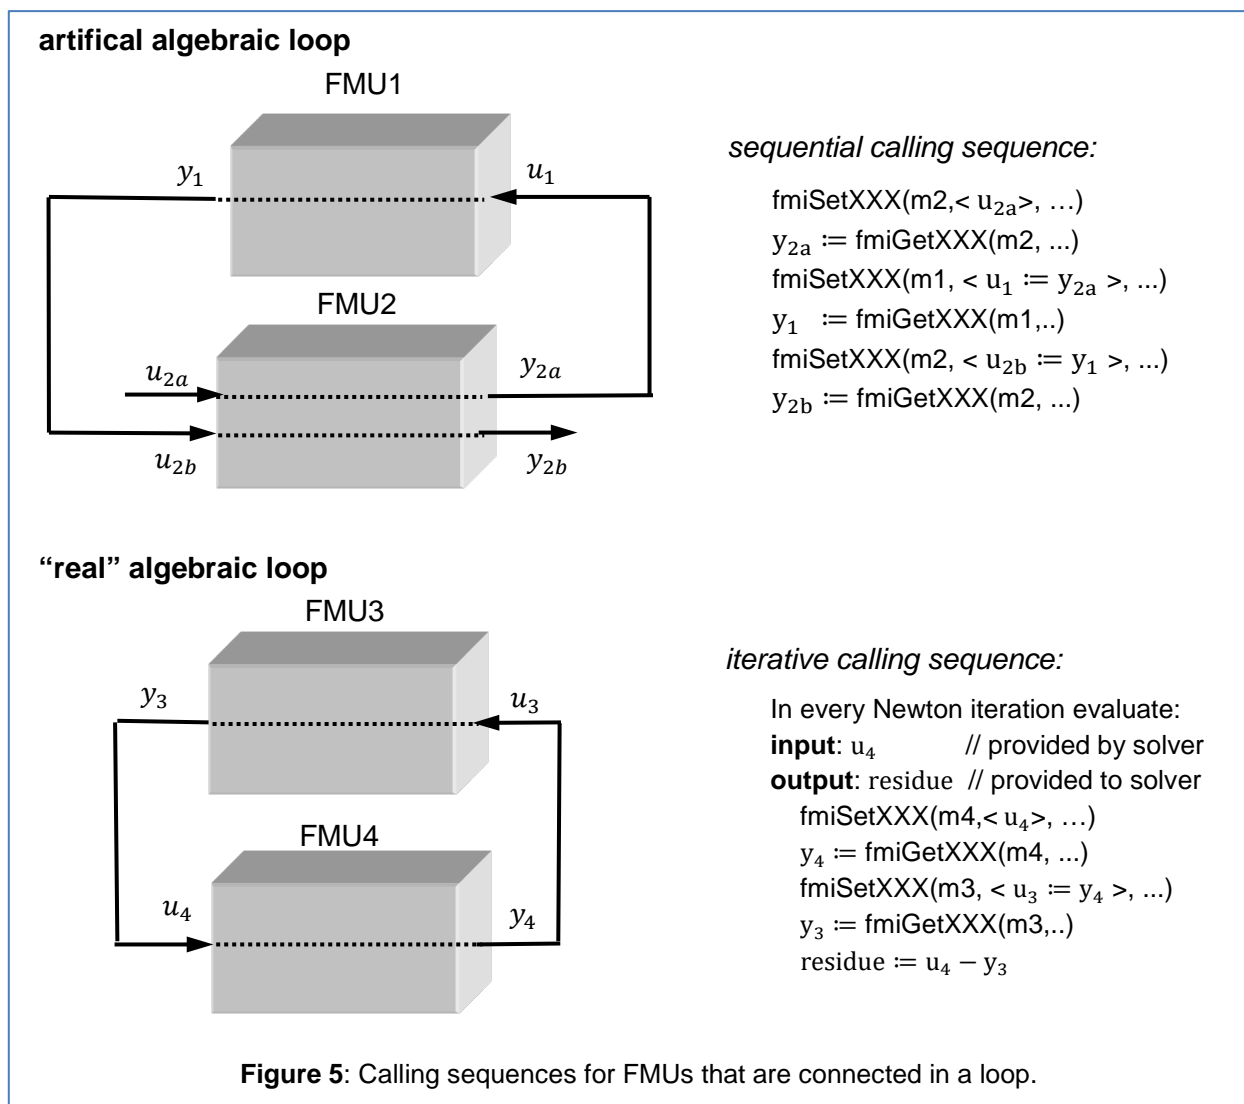 artifical algebraic loop
FMU1
y₁
u₁
FMU2
u₂ₐ
y₂ₐ
u₂b
y₂b
sequential calling sequence:
fmiSetXXX(m2,< u₂ₐ>, …)
y₂ₐ ≔ fmiGetXXX(m2, ...)
fmiSetXXX(m1, < u₁ ≔ y₂ₐ >, ...)
y₁ ≔ fmiGetXXX(m1,..)
fmiSetXXX(m2, < u₂b ≔ y₁ >, ...)
y₂b ≔ fmiGetXXX(m2, ...)
“real” algebraic loop
FMU3
y₃
u₃
FMU4
u₄
y₄
iterative calling sequence:
In every Newton iteration evaluate:
input: u₄ // provided by solver
output: residue // provided to solver
fmiSetXXX(m4,< u₄>, …)
y₄ ≔ fmiGetXXX(m4, ...)
fmiSetXXX(m3, < u₃ ≔ y₄ >, ...)
y₃ ≔ fmiGetXXX(m3,..)
residue ≔ u₄ − y₃
Figure 5: Calling sequences for FMUs that are connected in a loop.